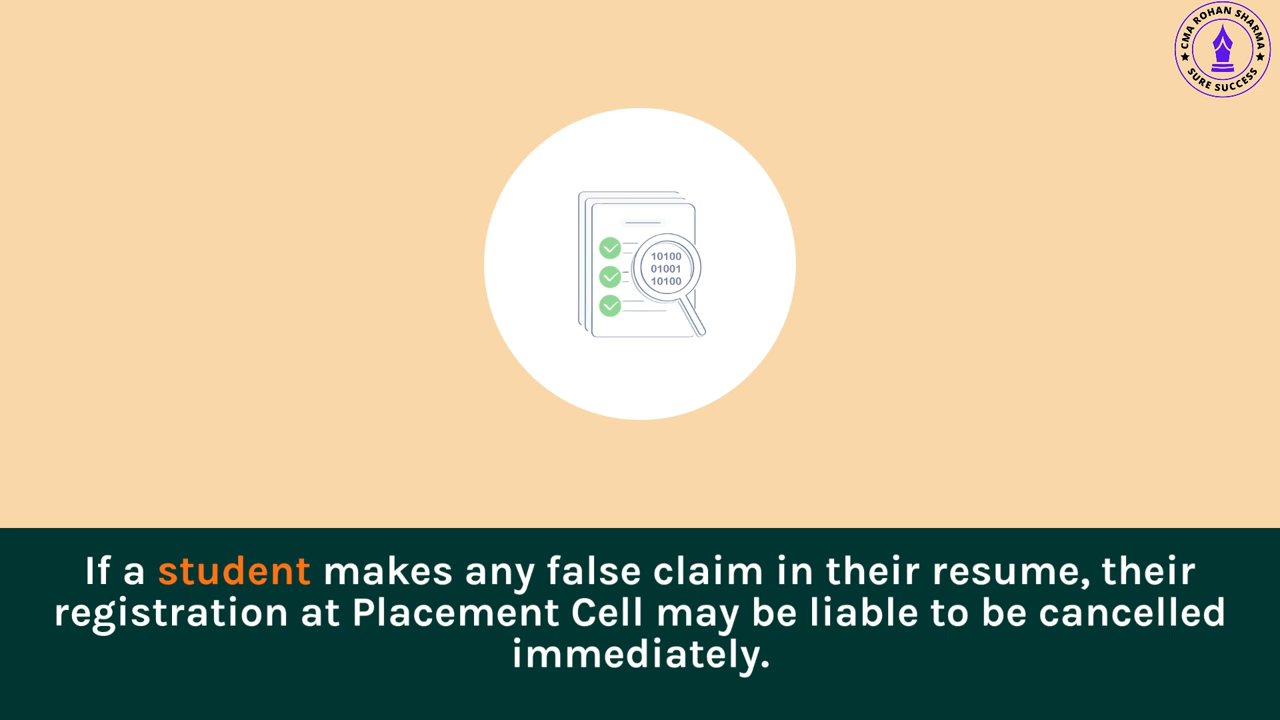 CMA ROHAN SHARMA
SURE SUCCESS
10100
01001
10100
If a student makes any false claim in their resume, their
registration at Placement Cell may be liable to be cancelled
immediately.